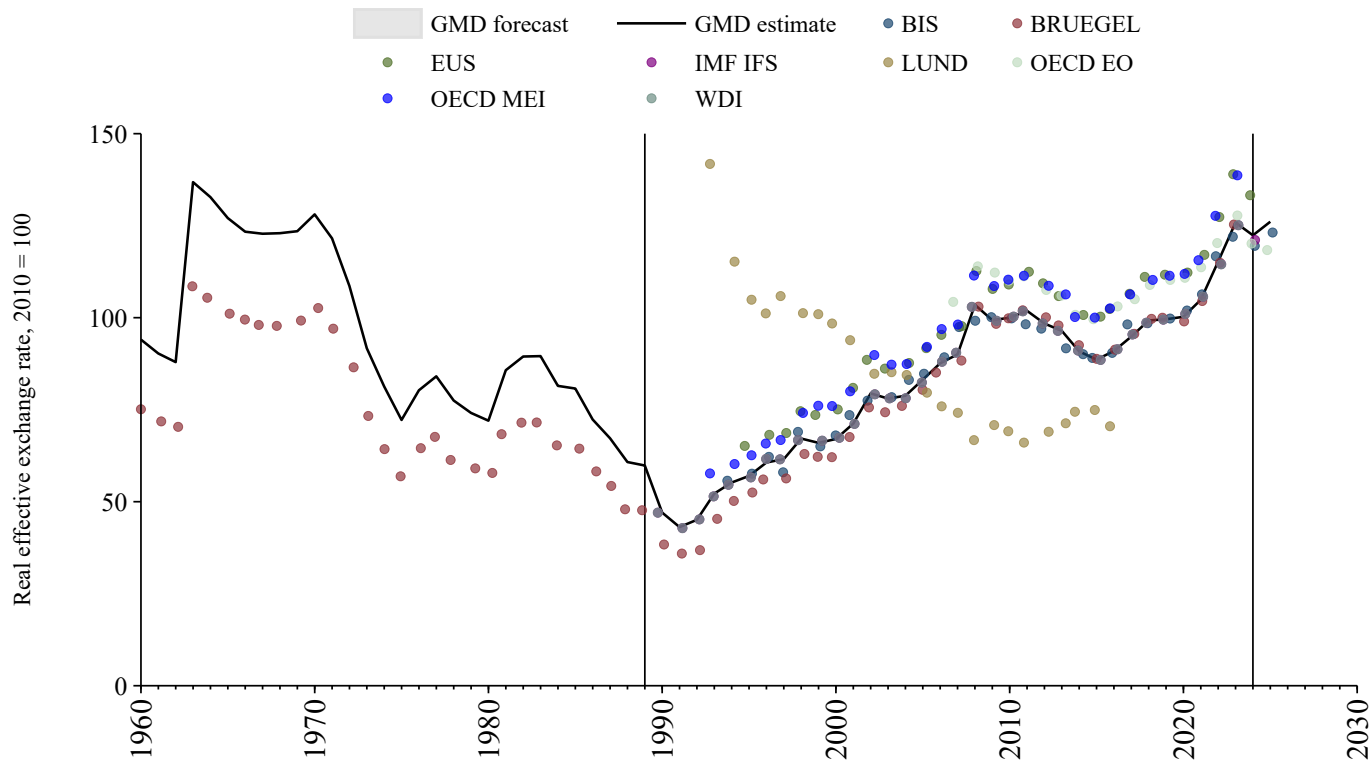 GMD forecast GMD estimate BIS BRUEGEL
EUS IMF IFS LUND OECD EO
OECD MEI WDI
Real effective exchange rate, 2010 = 100
150
100
50
0
1960 1970 1980 1990 2000 2010 2020 2030